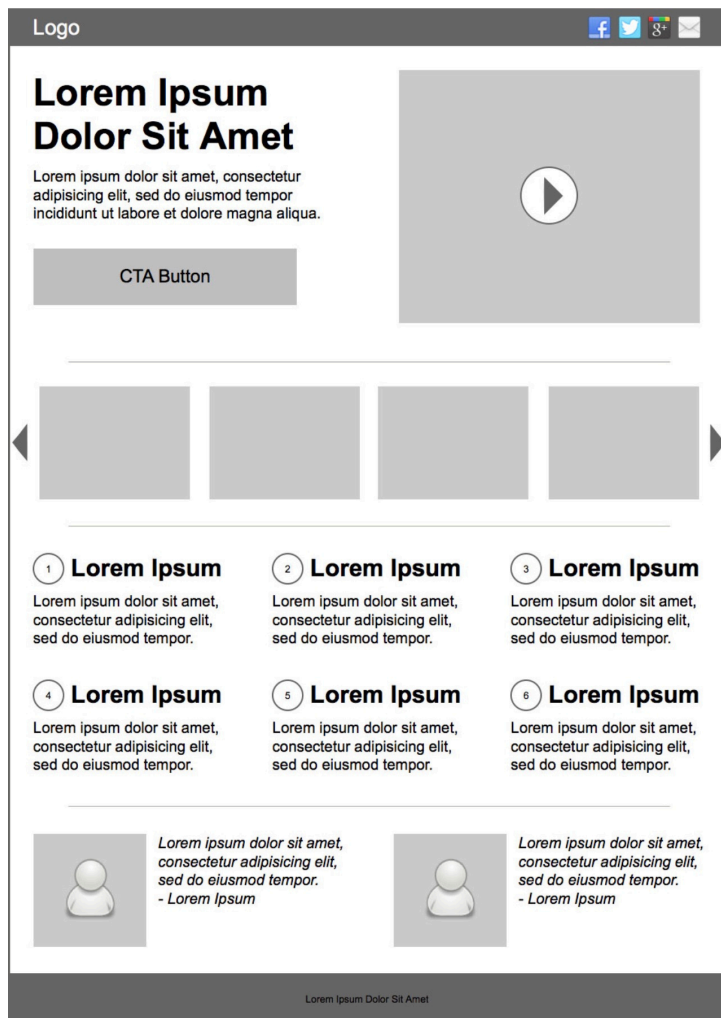 Logo
f
g+
Lorem Ipsum
Dolor Sit Amet
Lorem ipsum dolor sit amet, consectetur
adipisicing elit, sed do eiusmod tempor
incididunt ut labore et dolore magna aliqua.
CTA Button
1 Lorem Ipsum
Lorem ipsum dolor sit amet,
consectetur adipisicing elit,
sed do eiusmod tempor.
2 Lorem Ipsum
Lorem ipsum dolor sit amet,
consectetur adipisicing elit,
sed do eiusmod tempor.
3 Lorem Ipsum
Lorem ipsum dolor sit amet,
consectetur adipisicing elit,
sed do eiusmod tempor.
4 Lorem Ipsum
Lorem ipsum dolor sit amet,
consectetur adipisicing elit,
sed do eiusmod tempor.
5 Lorem Ipsum
Lorem ipsum dolor sit amet,
consectetur adipisicing elit,
sed do eiusmod tempor.
6 Lorem Ipsum
Lorem ipsum dolor sit amet,
consectetur adipisicing elit,
sed do eiusmod tempor.
Lorem ipsum dolor sit amet,
consectetur adipisicing elit,
sed do eiusmod tempor.
- Lorem Ipsum
Lorem ipsum dolor sit amet,
consectetur adipisicing elit,
sed do eiusmod tempor.
- Lorem Ipsum
Lorem Ipsum Dolor Sit Amet